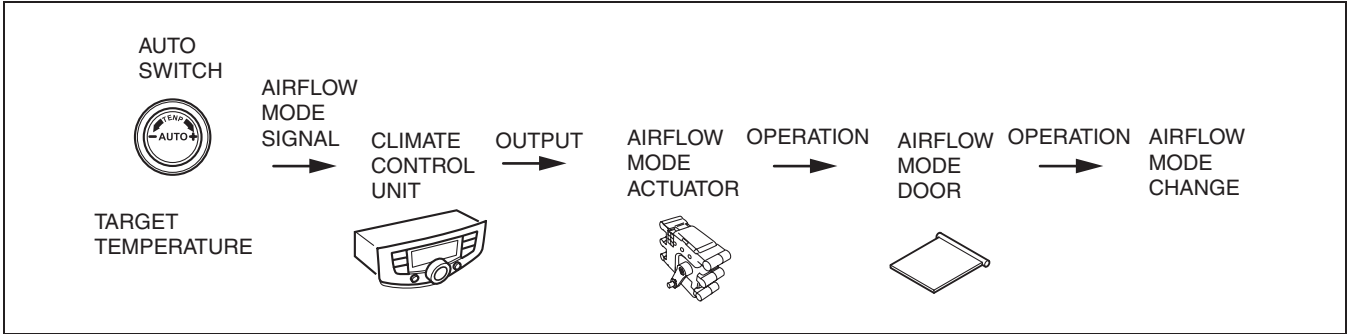 AUTO
SWITCH
TENP
- AUTO +
TARGET
TEMPERATURE
AIRFLOW
MODE
SIGNAL
CLIMATE
CONTROL
UNIT
OUTPUT
AIRFLOW
MODE
ACTUATOR
OPERATION
AIRFLOW
MODE
DOOR
OPERATION
AIRFLOW
MODE
CHANGE